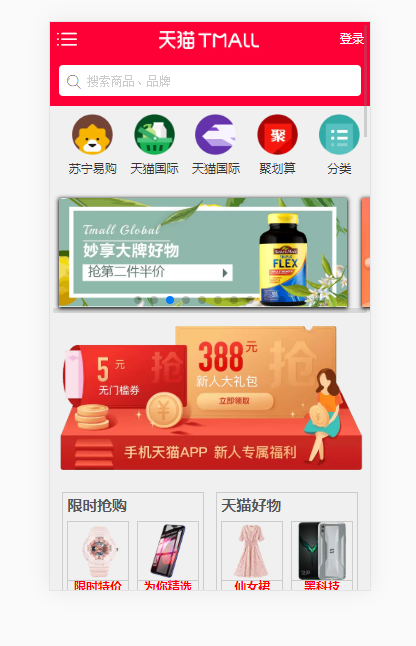 天猫 TMALL
登录
搜索商品、品牌
苏宁易购
天猫国际
天猫国际
聚
聚划算
分类
Tmall Global
妙享大牌好物
抢第二件半价
FLEX
5元
无门槛券
抢
388元
新人大礼包
立即领取
抢
手机天猫APP 新人专属福利
限时抢购
天猫好物
限时特价
为你精选
仙女裙
黑科技